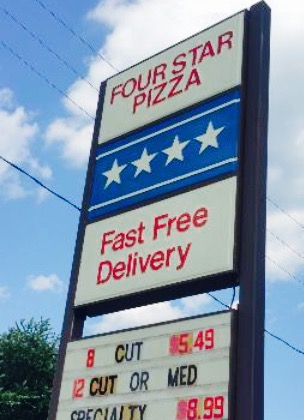 FOUR STAR
PIZZA
Fast Free
Delivery
8 CUT $5.49
12 CUT OR MED
SPECIALTY $8.99